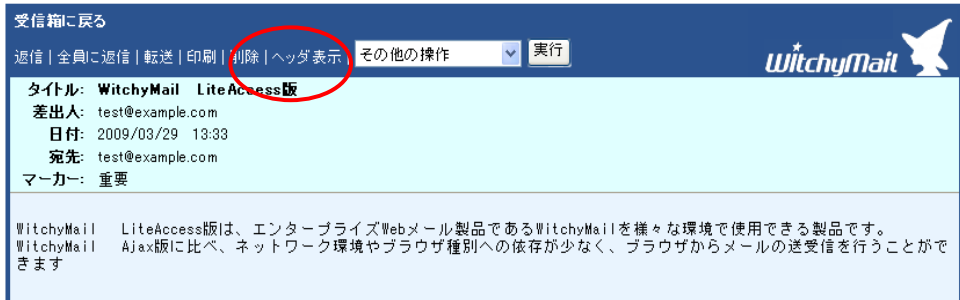 受信箱に戻る
返信 | 全員に返信 | 転送 | 印刷 | 削除 | ヘッダ表示 | その他の操作 実行
WitchyMail
タイトル: WitchyMail LiteAccess版
差出人: test@example.com
日付: 2009/03/29 13:33
宛先: test@example.com
マーカー: 重要
WitchyMail LiteAccess版は、エンタープライズWebメール製品であるWitchyMailを様々な環境で使用できる製品です。
WitchyMail Ajax版に比べ、ネットワーク環境やブラウザ種別への依存が少なく、ブラウザからメールの送受信を行うことがで
きます